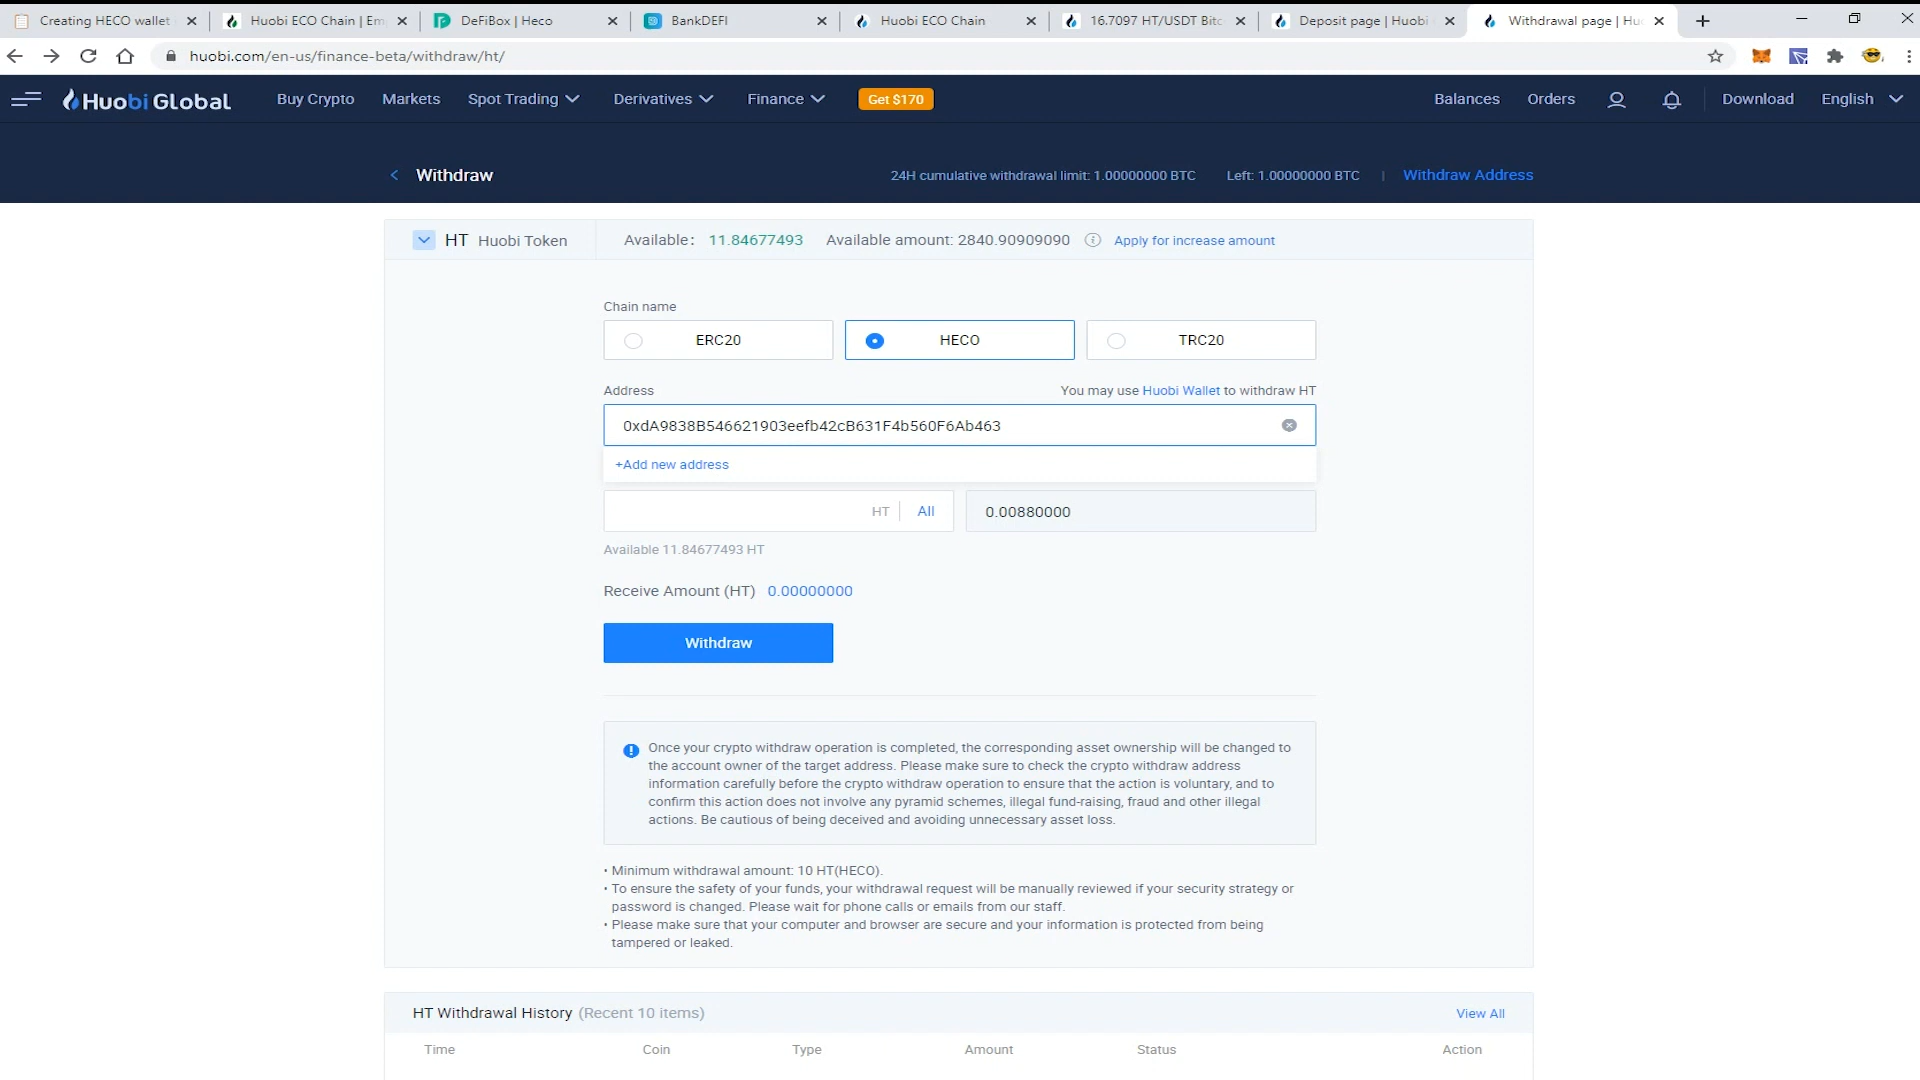 Creating HECO wallet
Huobi ECO Chain | Em
DeFiBox | Heco
BankDEFI
Huobi ECO Chain
16.7097 HT/USDT Bitc
Deposit page | Huobi
Withdrawal page | Hu
huobi.com/en-us/finance-beta/withdraw/ht/
Huobi Global
Buy Crypto
Markets
Spot Trading
Derivatives
Finance
Get $170
Balances
Orders
Download
English
Withdraw
24H cumulative withdrawal limit: 1.00000000 BTC
Left: 1.00000000 BTC
Withdraw Address
HT Huobi Token
Available: 11.84677493
Available amount: 2840.90909090
Apply for increase amount
Chain name
ERC20
HECO
TRC20
Address
You may use Huobi Wallet to withdraw HT
0xdA9838B546621903eefb42cB631F4b560F6Ab463
+Add new address
HT
All
0.00880000
Available 11.84677493 HT
Receive Amount (HT) 0.00000000
Withdraw
Once your crypto withdraw operation is completed, the corresponding asset ownership will be changed to
the account owner of the target address. Please make sure to check the crypto withdraw address
information carefully before the crypto withdraw operation to ensure that the action is voluntary, and to
confirm this action does not involve any pyramid schemes, illegal fund-raising, fraud and other illegal
actions. Be cautious of being deceived and avoiding unnecessary asset loss.
• Minimum withdrawal amount: 10 HT(HECO).
• To ensure the safety of your funds, your withdrawal request will be manually reviewed if your security strategy or
password is changed. Please wait for phone calls or emails from our staff.
• Please make sure that your computer and browser are secure and your information is protected from being
tampered or leaked.
HT Withdrawal History (Recent 10 items)
View All
Time
Coin
Type
Amount
Status
Action